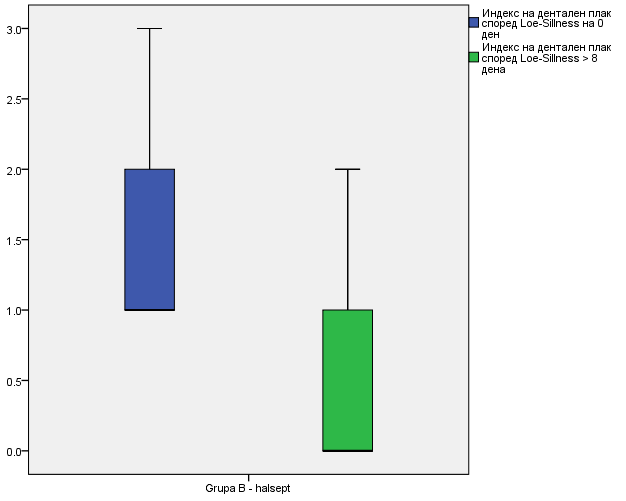 Индекс на дентален плак
според Loe-Sillness на 0
ден
Индекс на дентален плак
според Loe-Sillness > 8
дена
3.0
2.5
2.0
1.5
1.0
0.5
0.0
Grupa B - halsept